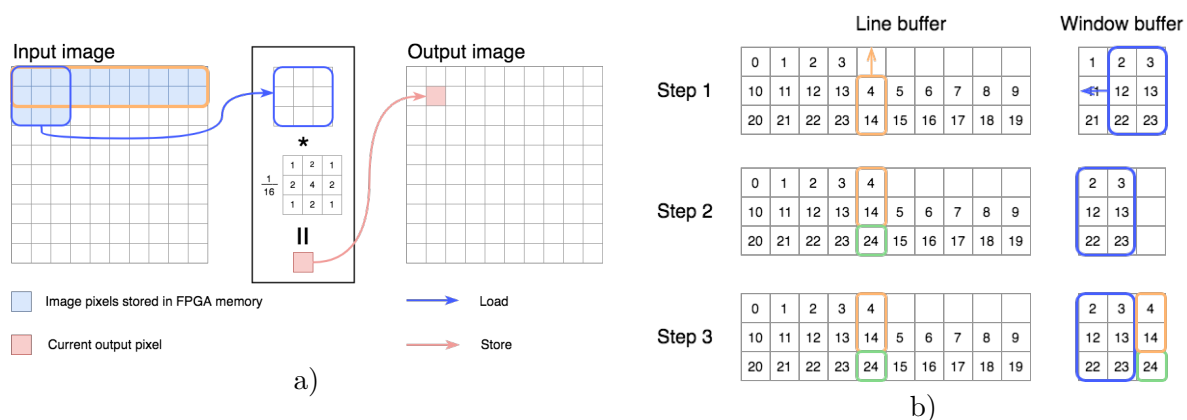 Input image
Output image
*
1 2 1
1/16 2 4 2
1 2 1
=
Image pixels stored in FPGA memory
Load
Current output pixel
Store
a)
Line buffer
Window buffer
Step 1
0 1 2 3
10 11 12 13 4 5 6 7 8 9
20 21 22 23 14 15 16 17 18 19
1 2 3
11 12 13
21 22 23
Step 2
0 1 2 3 4
10 11 12 13 14 5 6 7 8 9
20 21 22 23 24 15 16 17 18 19
2 3
12 13
22 23
Step 3
0 1 2 3 4
10 11 12 13 14 5 6 7 8 9
20 21 22 23 24 15 16 17 18 19
2 3 4
12 13 14
22 23 24
b)